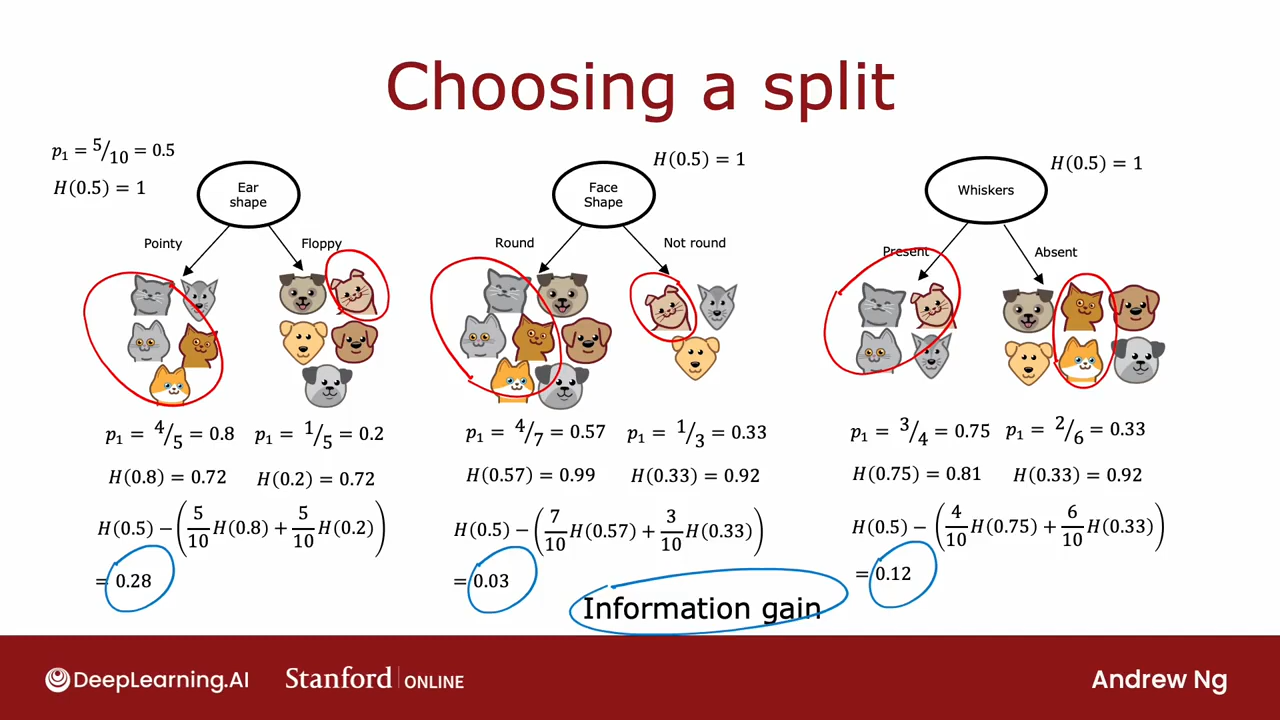 Choosing a split
p₁ = 5/10 = 0.5
H(0.5) = 1
Ear
shape
Pointy
Floppy
p₁ = 4/5 = 0.8
p₁ = 1/5 = 0.2
H(0.8) = 0.72
H(0.2) = 0.72
H(0.5) − (5/10 H(0.8) + 5/10 H(0.2))
= 0.28
H(0.5) = 1
Face
Shape
Round
Not round
p₁ = 4/7 = 0.57
p₁ = 1/3 = 0.33
H(0.57) = 0.99
H(0.33) = 0.92
H(0.5) − (7/10 H(0.57) + 3/10 H(0.33))
= 0.03
H(0.5) = 1
Whiskers
Present
Absent
p₁ = 3/4 = 0.75
p₁ = 2/6 = 0.33
H(0.75) = 0.81
H(0.33) = 0.92
H(0.5) − (4/10 H(0.75) + 6/10 H(0.33))
= 0.12
Information gain
DeepLearning.AI
Stanford | ONLINE
Andrew Ng